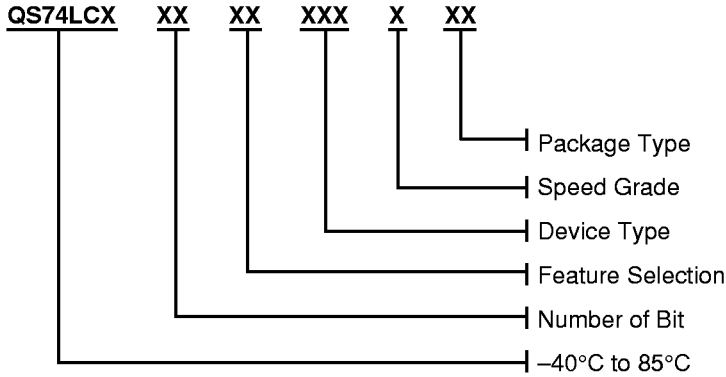 QS74LCX XX XX XXX X XX
Package Type
Speed Grade
Device Type
Feature Selection
Number of Bit
–40°C to 85°C